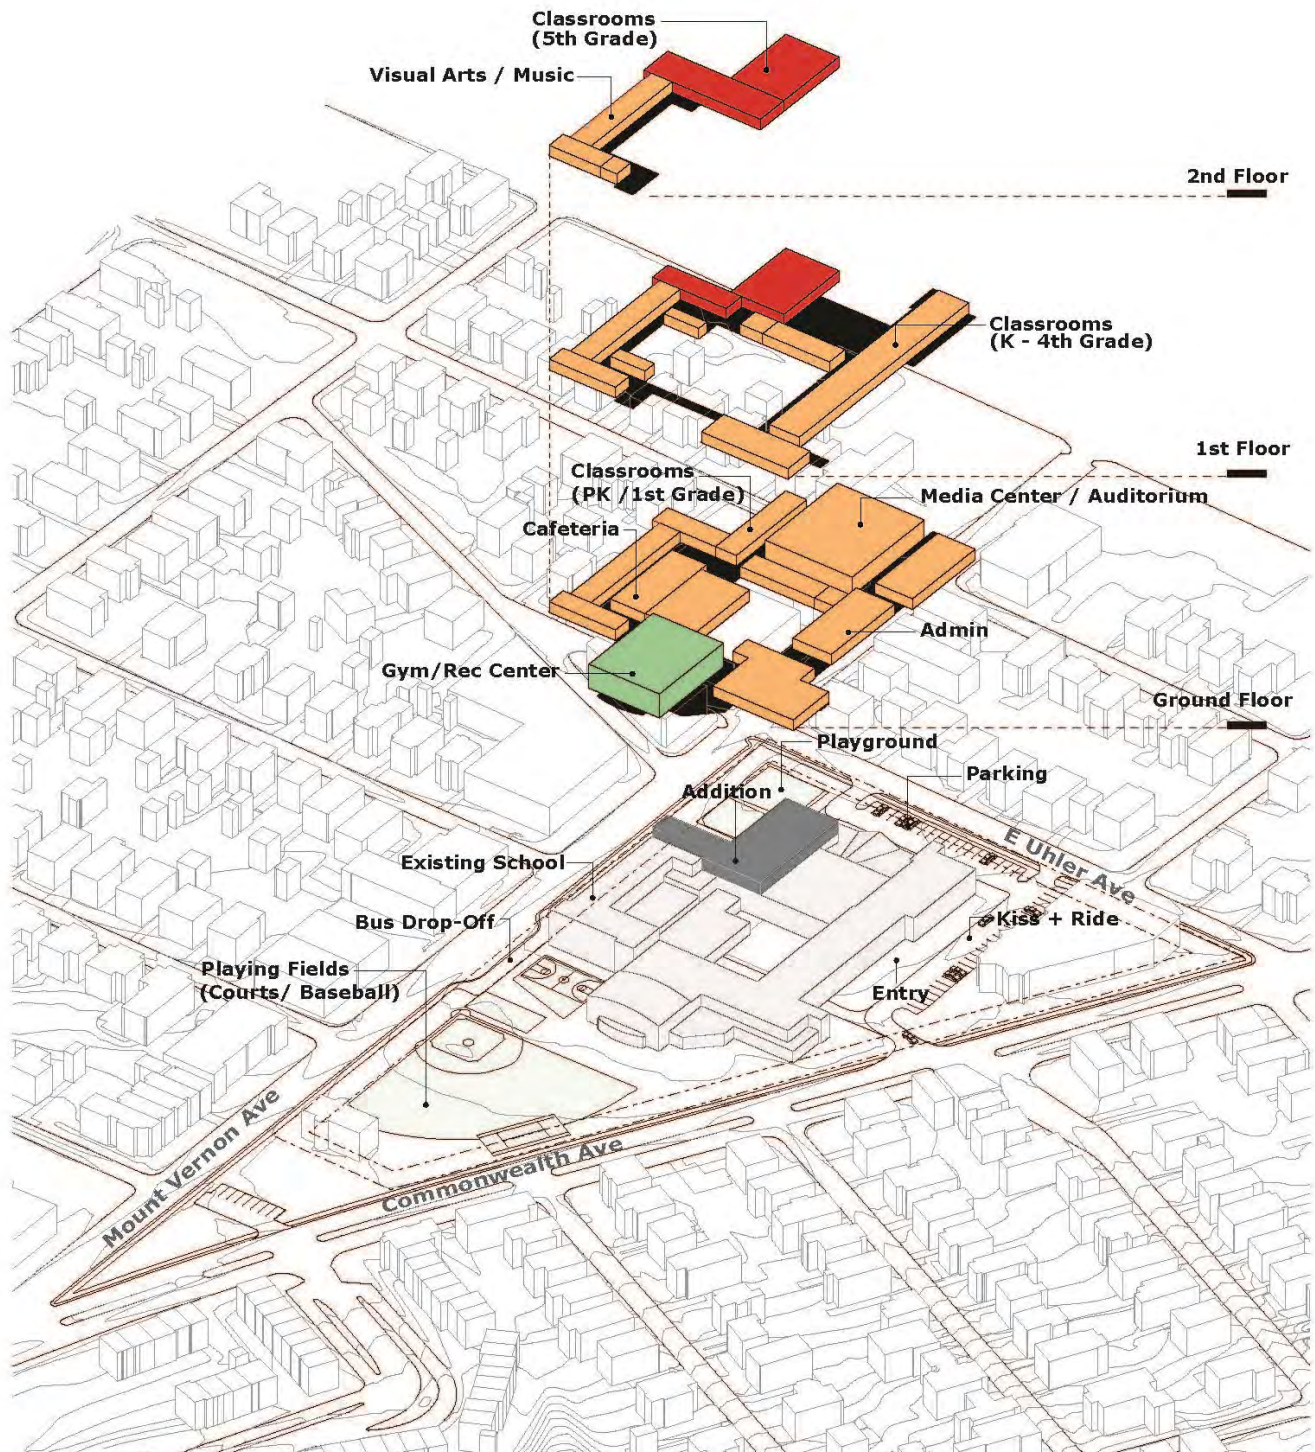 Classrooms
(5th Grade)
Visual Arts / Music
2nd Floor
Classrooms
(K - 4th Grade)
1st Floor
Classrooms
(PK /1st Grade)
Media Center / Auditorium
Cafeteria
Admin
Gym/Rec Center
Ground Floor
Playground
Parking
Addition
E Uhler Ave
Existing School
Bus Drop-Off
Kiss + Ride
Playing Fields
(Courts/ Baseball)
Entry
Mount Vernon Ave
Commonwealth Ave